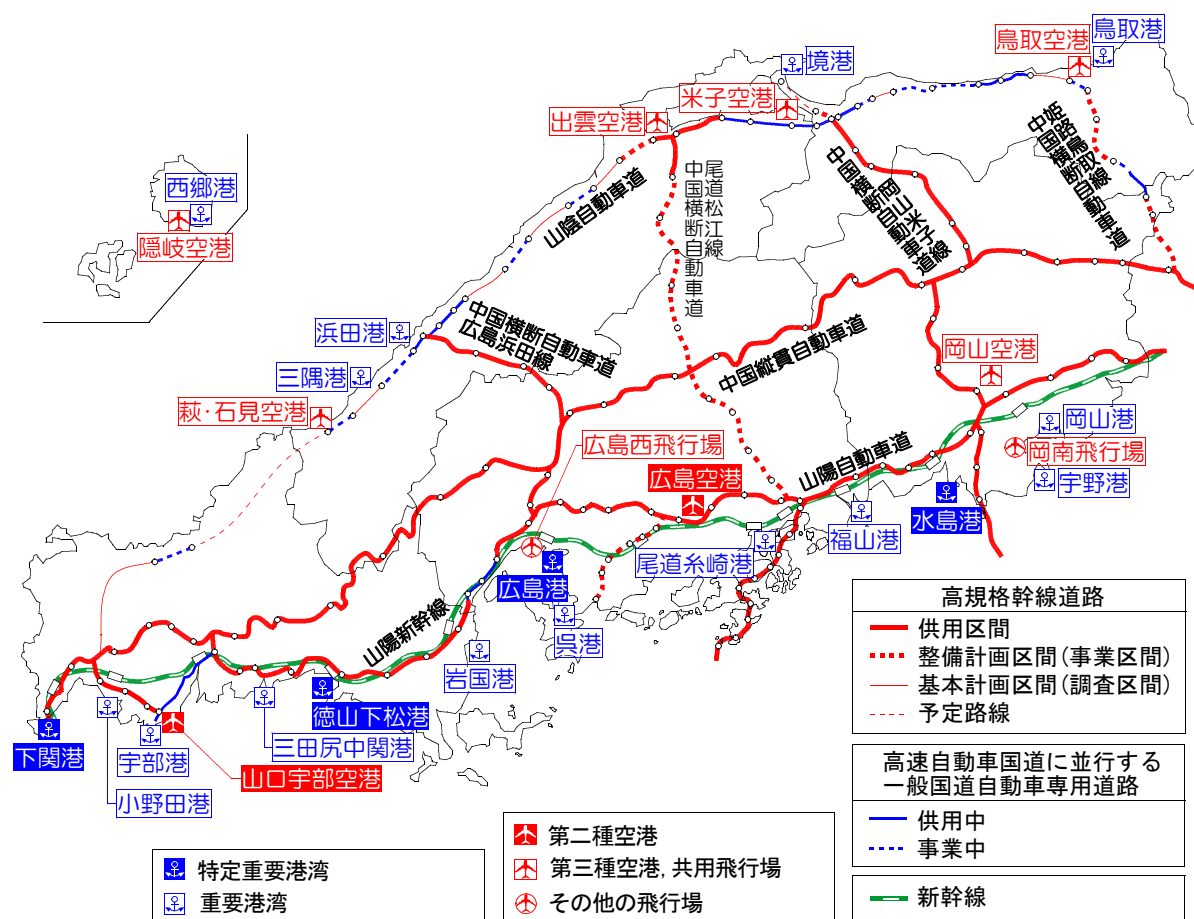 鳥取港
鳥取空港
境港
米子空港
出雲空港
西郷港
隠岐空港
山陰自動車道
尾道松江線
中国横断自動車道
岡山米子線
中国横断自動車道
姫路鳥取線
中国横断自動車道
浜田港
中国横断自動車道
広島浜田線
三隅港
萩・石見空港
中国縦貫自動車道
岡山空港
岡山港
岡南飛行場
宇野港
広島西飛行場
広島空港
山陽自動車道
水島港
福山港
尾道糸崎港
広島港
呉港
山陽新幹線
岩国港
徳山下松港
三田尻中関港
下関港
宇部港
山口宇部空港
小野田港
高規格幹線道路
供用区間
整備計画区間(事業区間)
基本計画区間(調査区間)
予定路線
高速自動車国道に並行する
一般国道自動車専用道路
供用中
事業中
新幹線
特定重要港湾
重要港湾
第二種空港
第三種空港,共用飛行場
その他の飛行場